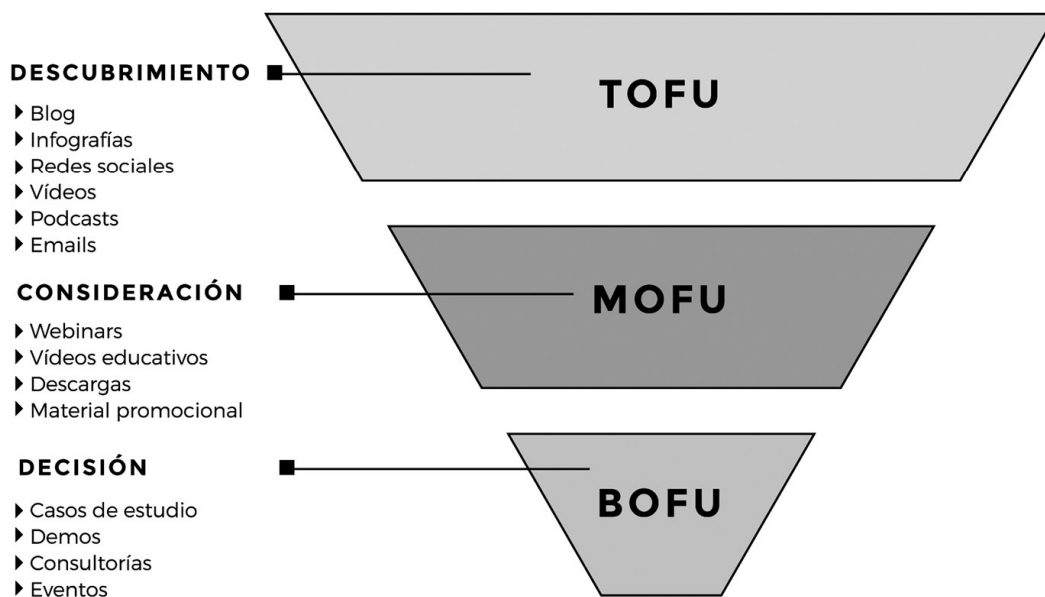 DESCUBRIMIENTO
Blog
Infografías
Redes sociales
Vídeos
Podcasts
Emails
TOFU
CONSIDERACIÓN
Webinars
Vídeos educativos
Descargas
Material promocional
MOFU
DECISIÓN
Casos de estudio
Demos
Consultorías
Eventos
BOFU